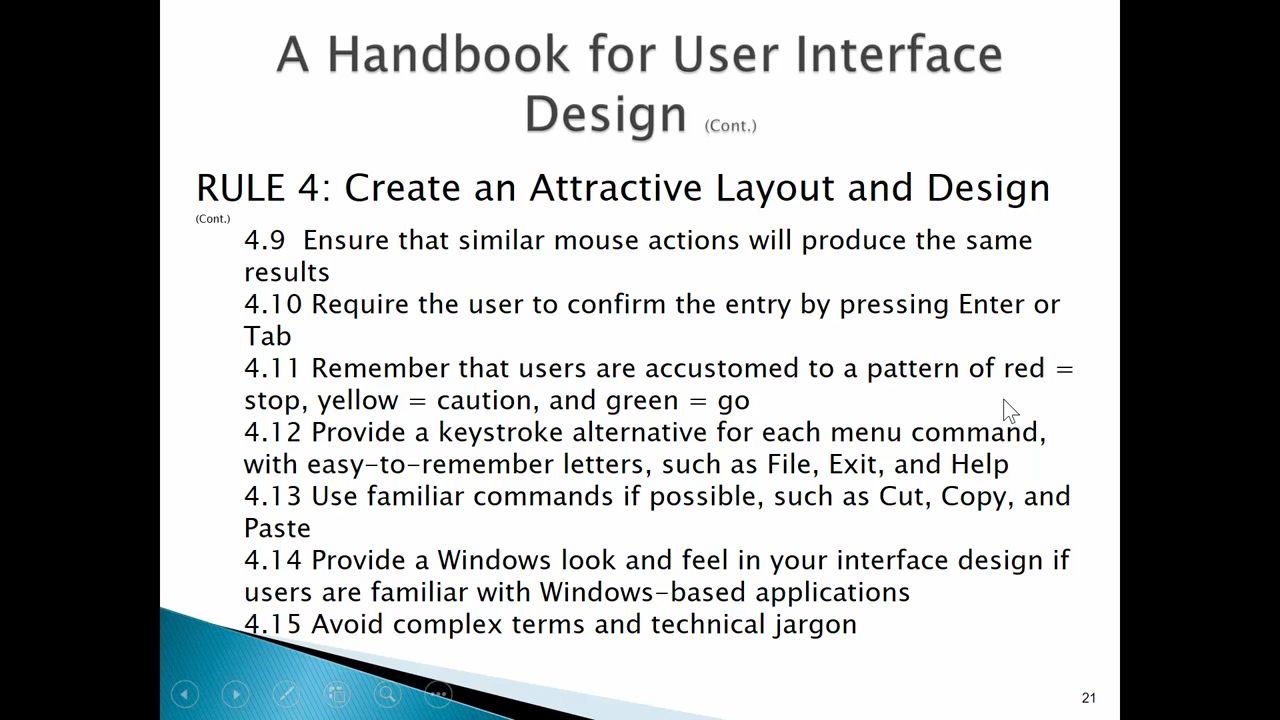 A Handbook for User Interface
Design (Cont.)
RULE 4: Create an Attractive Layout and Design
(Cont.)
4.9 Ensure that similar mouse actions will produce the same
results
4.10 Require the user to confirm the entry by pressing Enter or
Tab
4.11 Remember that users are accustomed to a pattern of red =
stop, yellow = caution, and green = go
4.12 Provide a keystroke alternative for each menu command,
with easy-to-remember letters, such as File, Exit, and Help
4.13 Use familiar commands if possible, such as Cut, Copy, and
Paste
4.14 Provide a Windows look and feel in your interface design if
users are familiar with Windows-based applications
4.15 Avoid complex terms and technical jargon
21